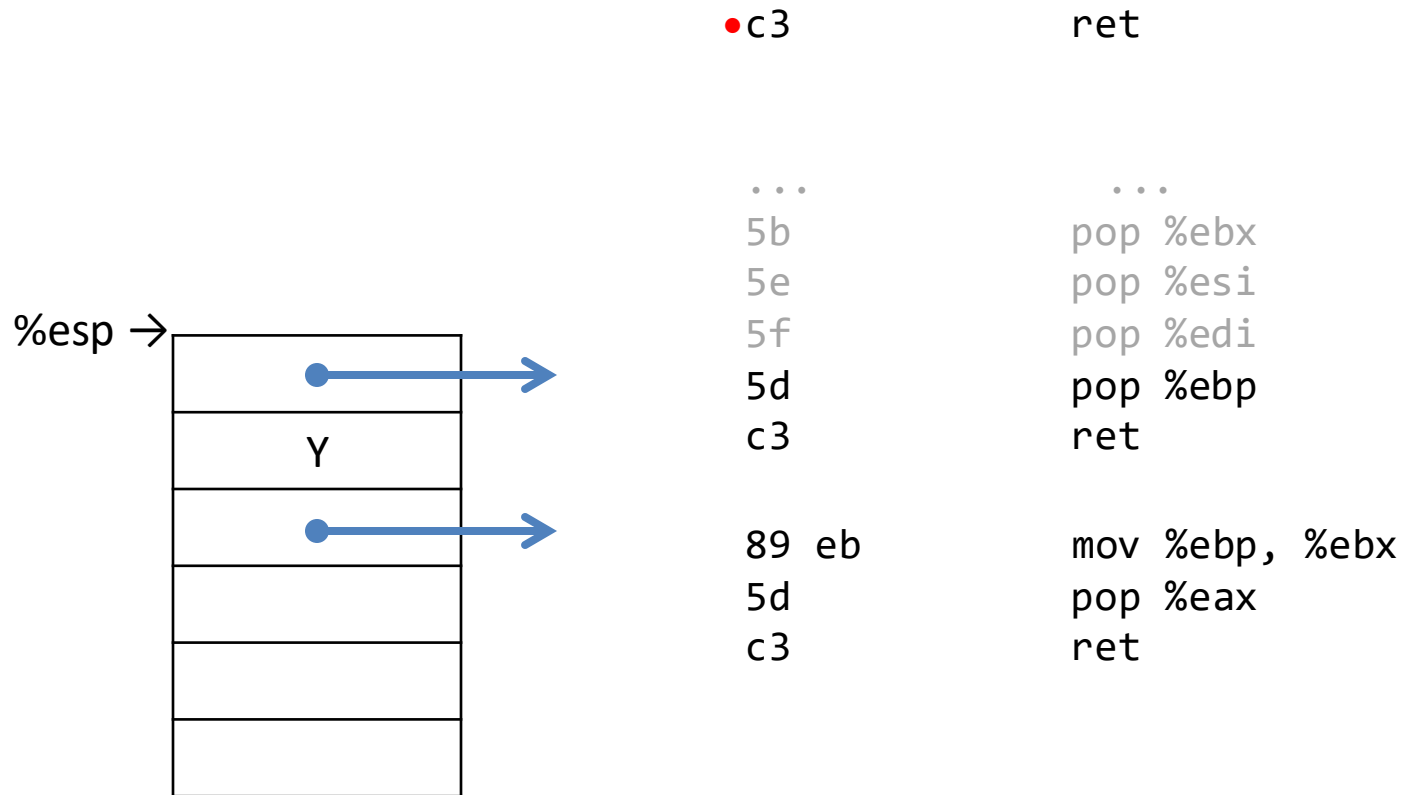 c3 ret
... ...
5b pop %ebx
5e pop %esi
%esp →
5f pop %edi
5d pop %ebp
c3 ret
Y
89 eb mov %ebp, %ebx
5d pop %eax
c3 ret